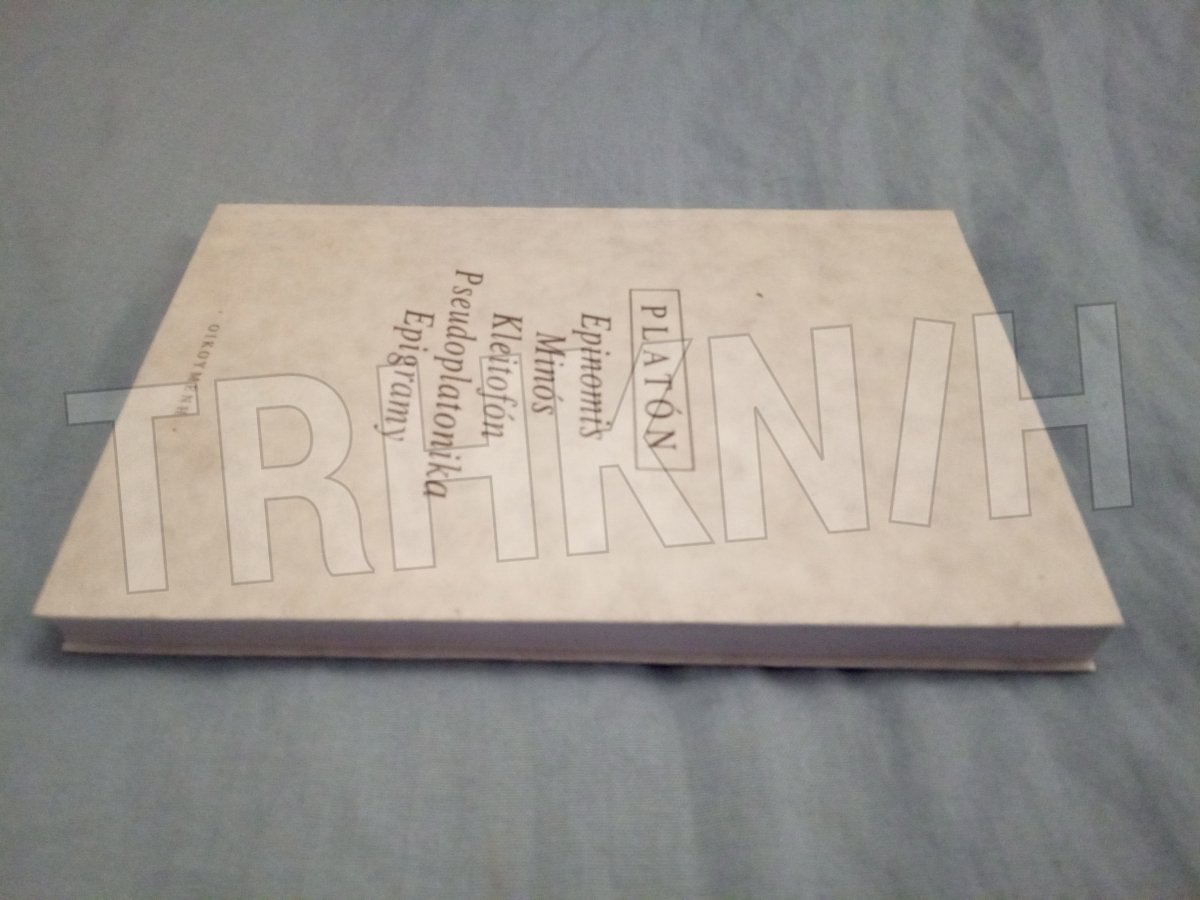 PLATÓN
Epinomis
Minós
Kleitofón
Pseudoplatonika
Epigramy
OIKOYMENH
TRHKNIH